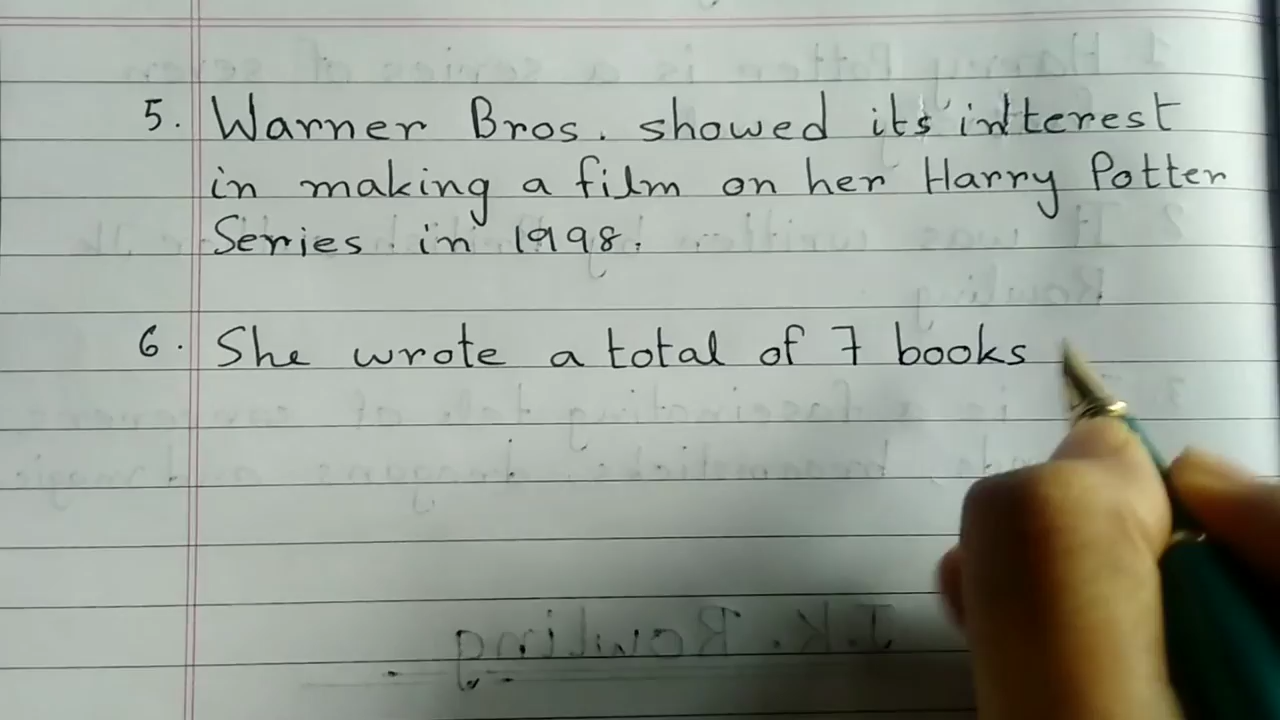 5. Warner Bros. showed its interest
in making a film on her Harry Potter
Series in 1998.
6. She wrote a total of 7 books
J.K. Rowling